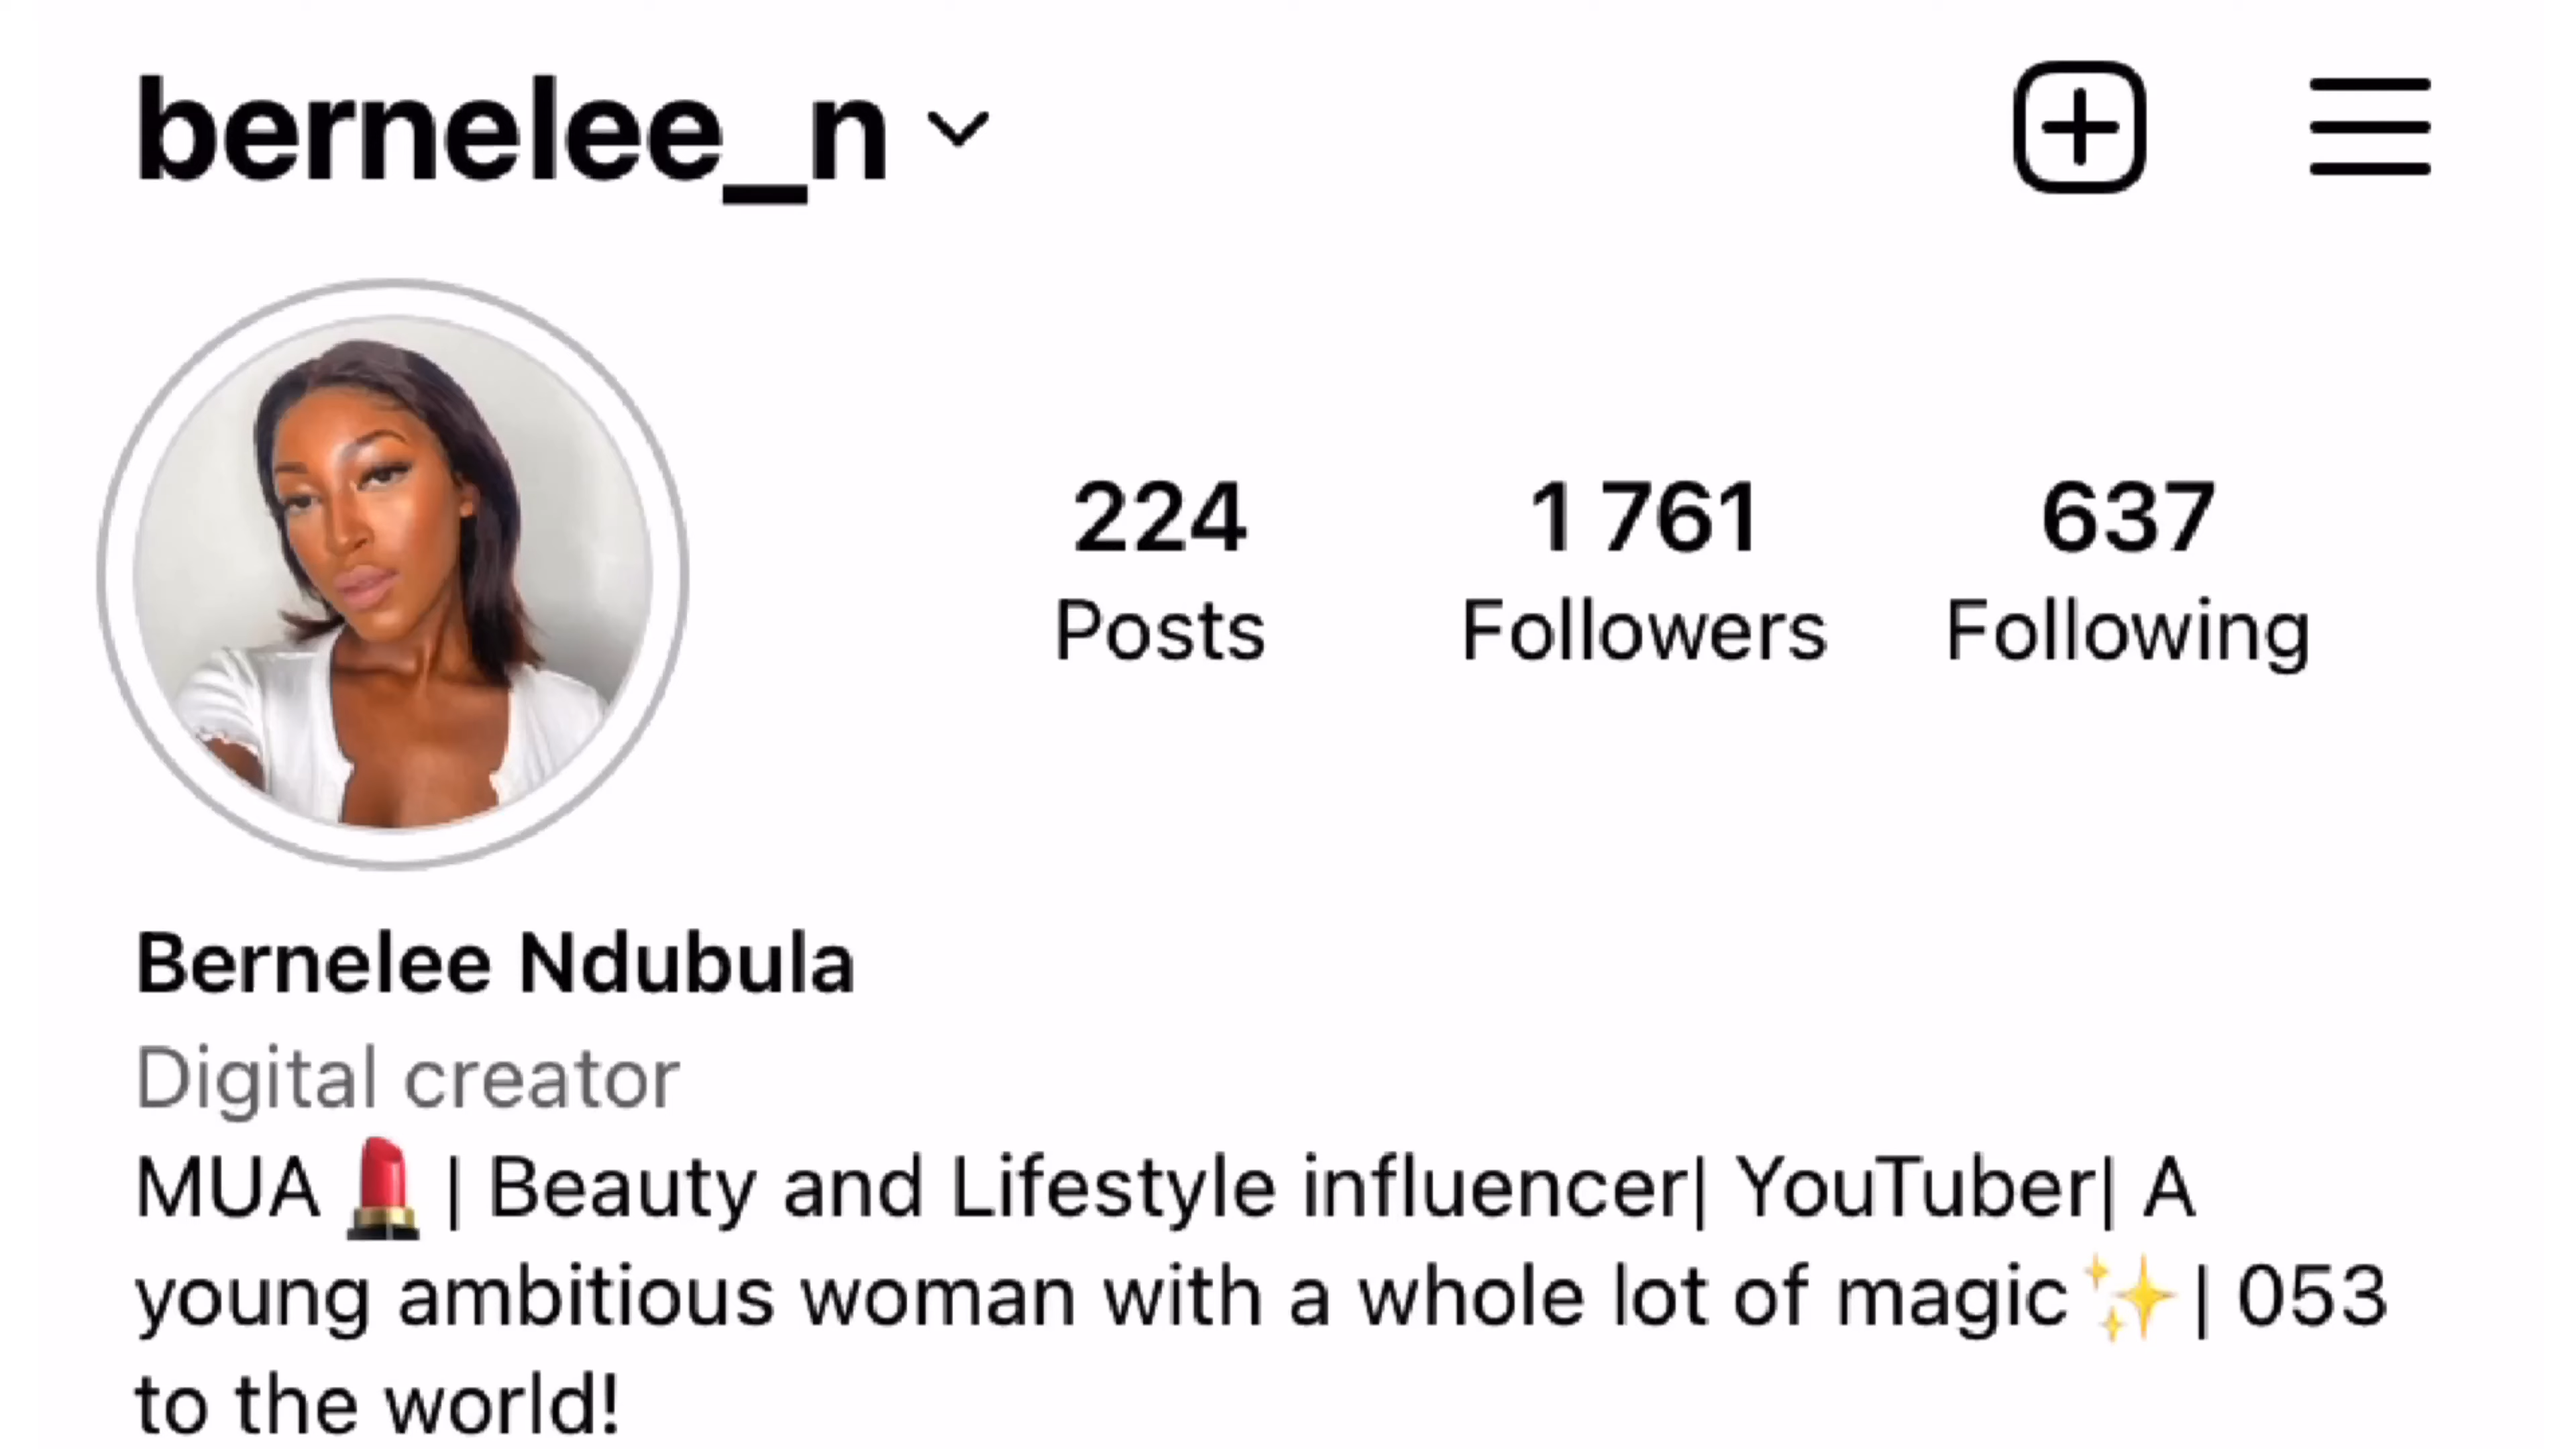 bernelee_n
224 1 761 637
Posts Followers Following
Bernelee Ndubula
Digital creator
MUA 💄 | Beauty and Lifestyle influencer| YouTuber| A
young ambitious woman with a whole lot of magic✨| 053
to the world!